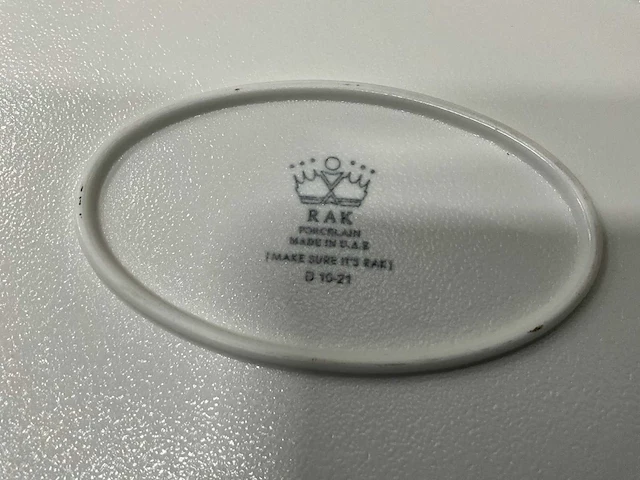 RAK
PORCELAIN
MADE IN U.A.E
[MAKE SURE IT'S RAK]
D 10-21